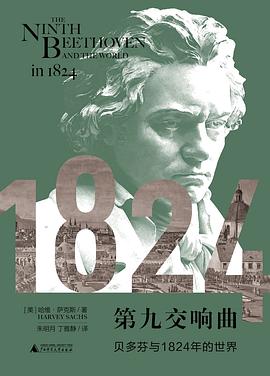 THE
NINTH
BEETHOVEN
AND THE WORLD
in 1824
1824
[美] 哈维·萨克斯 / 著
HARVEY SACHS
朱明月 丁雅静 / 译
第九交响曲
贝多芬与1824年的世界